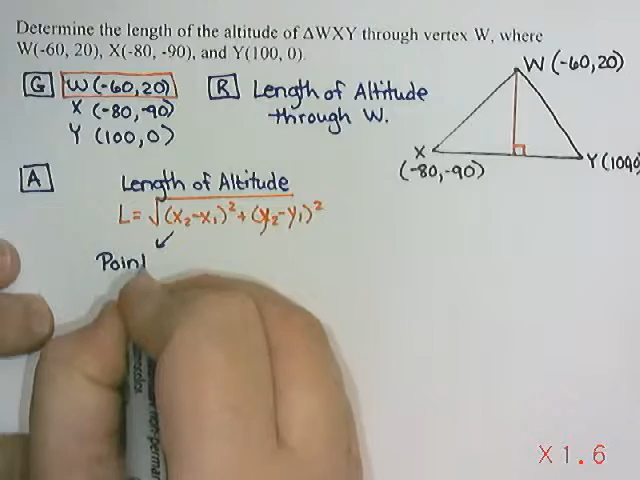 Determine the length of the altitude of ΔWXY through vertex W, where
W(-60, 20), X(-80, -90), and Y(100, 0).
G W(-60,20)
X (-80,-90)
Y (100,0)
R Length of Altitude
through W.
W (-60,20)
X
(-80,-90)
Y (100,0)
A Length of Altitude
L = √(x₂-x₁)² + (y₂-y₁)²
Point
X1.6